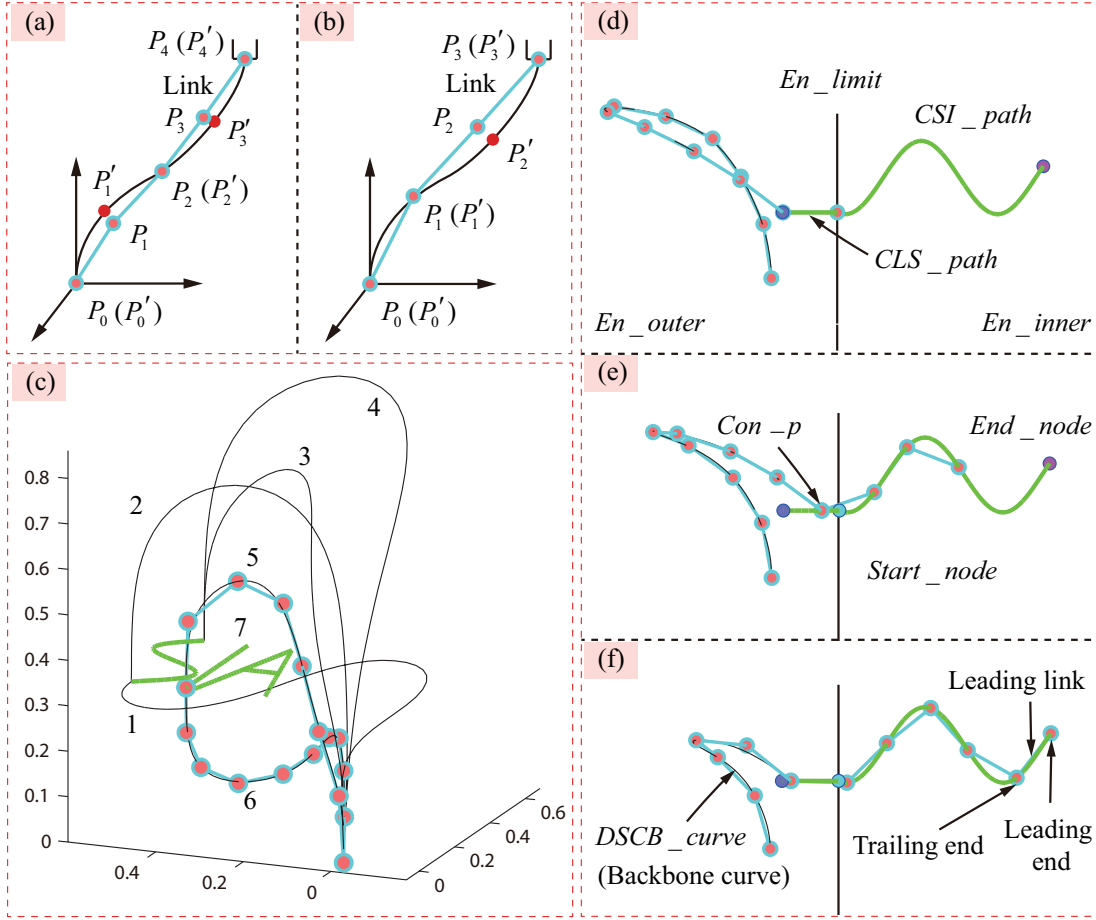 (a)
P4 (P4′)
Link
P3
P3′
P1′
P2 (P2′)
P1
P0 (P0′)
(b)
P3 (P3′)
Link
P2
P2′
P1 (P1′)
P0 (P0′)
(c)
4
3
2
5
7
1
6
0.8
0.7
0.6
0.5
0.4
0.3
0.2
0.1
0
0.4
0.2
0
0
0.2
0.4
0.6
(d)
En _ limit
CSI _ path
CLS _ path
En _ outer
En _ inner
(e)
Con _ p
End _ node
Start _ node
(f)
Leading link
DSCB _ curve
(Backbone curve)
Trailing end
Leading
end